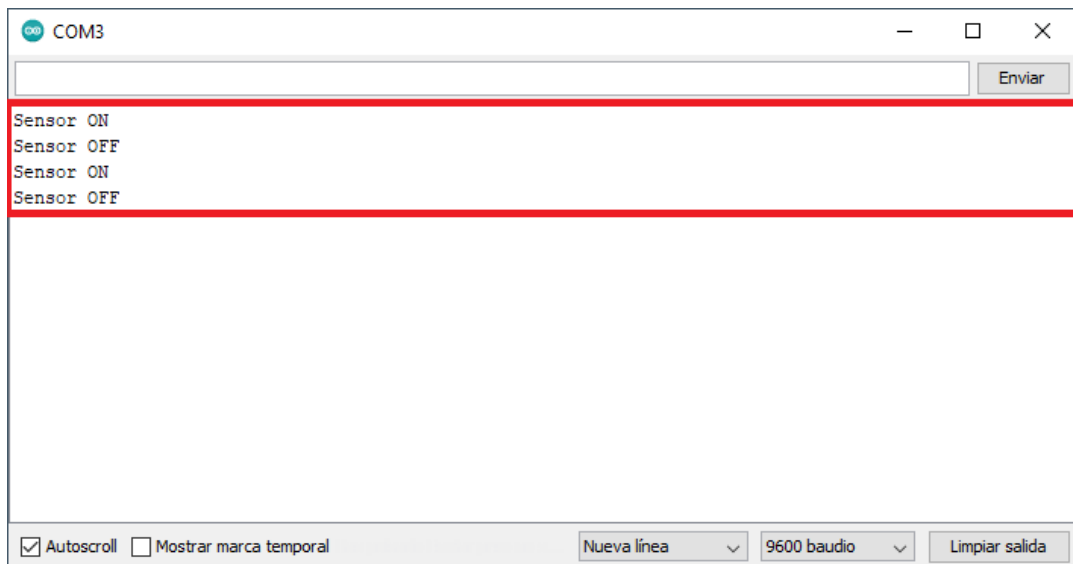 COM3
Enviar
Sensor ON
Sensor OFF
Sensor ON
Sensor OFF
Autoscroll Mostrar marca temporal Nueva línea 9600 baudio Limpiar salida